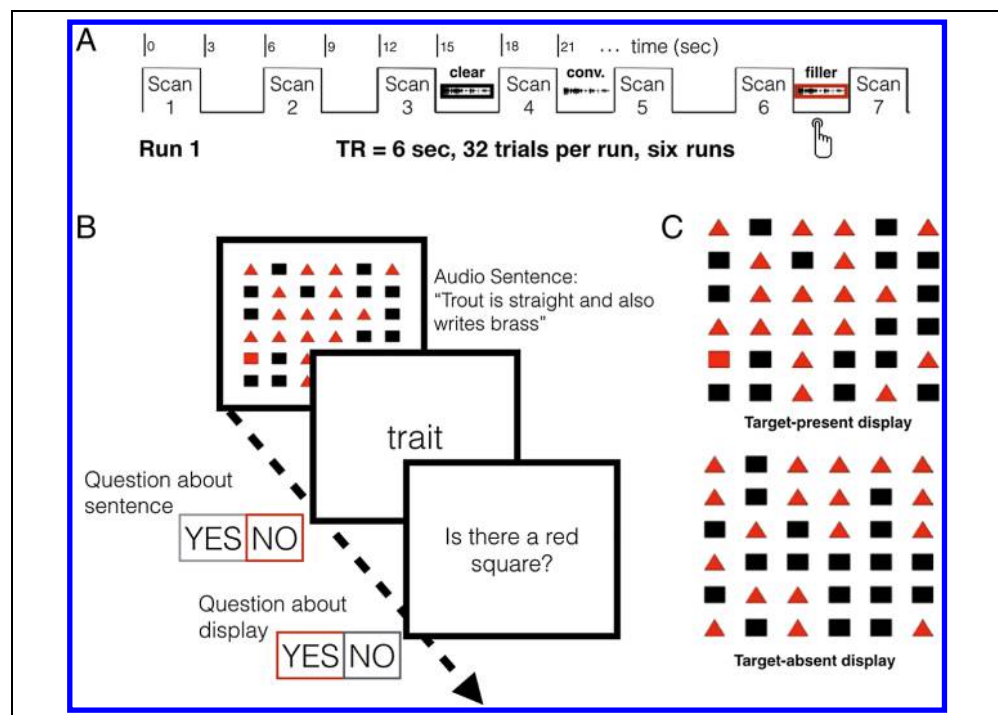 A
0 3 6 9 12 15 18 21 ... time (sec)
clear conv. filler
Scan 1 Scan 2 Scan 3 Scan 4 Scan 5 Scan 6 Scan 7
Run 1 TR = 6 sec, 32 trials per run, six runs
B
Audio Sentence:
"Trout is straight and also
writes brass"
trait
Question about
sentence
YES NO
Is there a red
square?
Question about
display
YES NO
C
Target-present display
Target-absent display